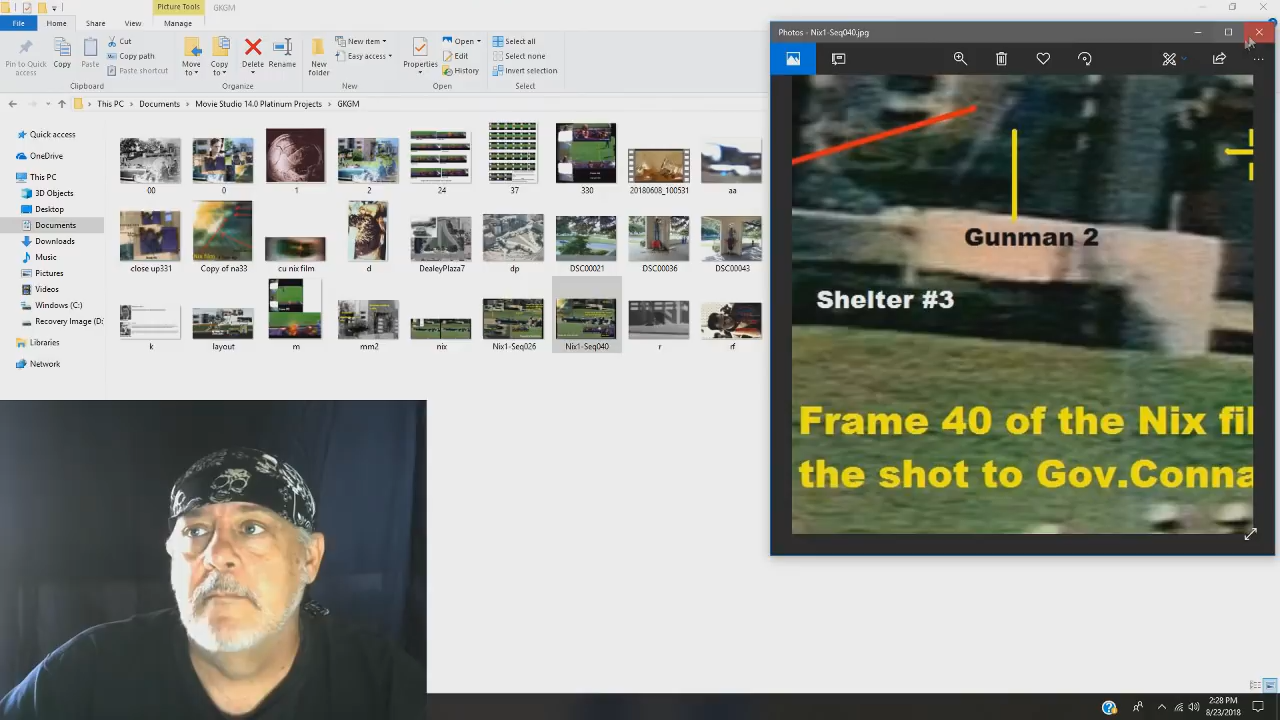 Picture Tools
GKGM
File
Home
Share
View
Manage
Pin to Quick access
Copy
Paste
Cut
Copy path
Paste shortcut
Clipboard
Move to
Copy to
Delete
Rename
Organize
New folder
New item
Easy access
New
Properties
Open
Edit
History
Open
Select all
Select none
Invert selection
Select
This PC
Documents
Movie Studio 14.0 Platinum Projects
GKGM
Quick access
OneDrive
This PC
3D Objects
Desktop
Documents
Downloads
Music
Pictures
Videos
Windows (C:)
Recovery Image (D:
Libraries
Network
00
0
1
2
24
37
330
20180608_100531
aa
close up331
Copy of na33
cu nix film
d
DealeyPlaza7
dp
DSC00021
DSC00036
DSC00043
k
layout
m
mm2
nix
Nix1-Seq026
Nix1-Seq040
r
rf
Photos - Nix1-Seq040.jpg
Gunman 2
Shelter #3
Frame 40 of the Nix fil
the shot to Gov.Conna
2:28 PM
8/23/2018